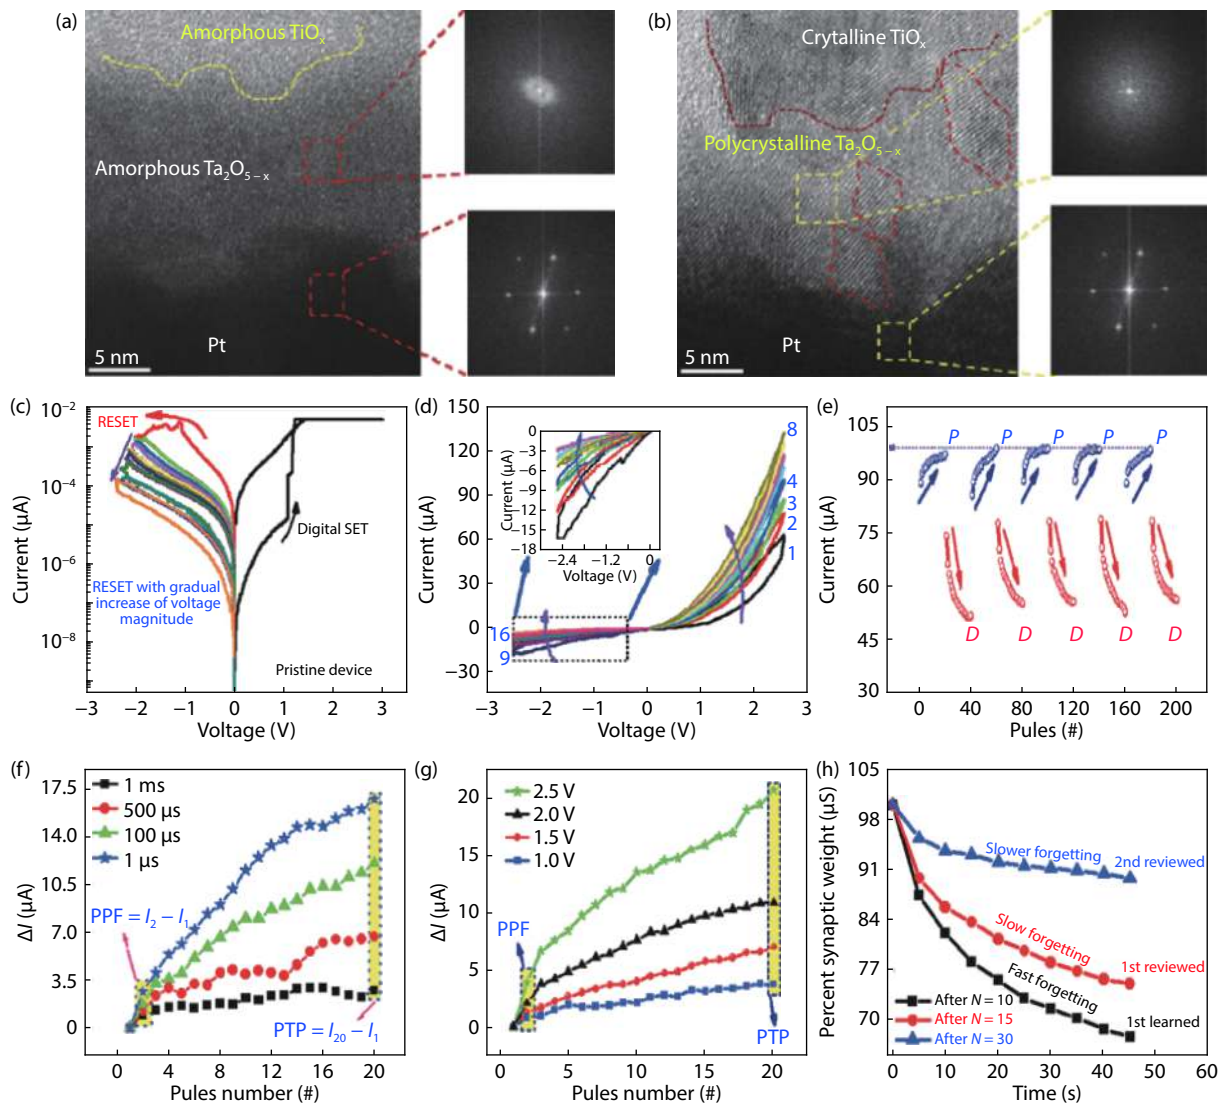 (a)
Amorphous TiOx
Amorphous Ta2O5 − x
Pt
5 nm
(b)
Crytalline TiOx
Polycrystalline Ta2O5 − x
Pt
5 nm
(c)
10−2
10−4
10−6
10−8
Current (μA)
RESET
Digital SET
RESET with gradual
increase of voltage
magnitude
Pristine device
−3 −2 −1 0 1 2 3
Voltage (V)
(d)
150
120
90
60
30
0
−30
Current (μA)
0
−3
−6
−9
−12
−15
−18
Current (μA)
−2.4 −1.2 0
Voltage (V)
8
4
3
2
1
16
9
−3 −2 −1 0 1 2 3
Voltage (V)
(e)
105
90
75
60
45
30
Current (μA)
P P P P P
D D D D D
0 40 80 120 160 200
Pules (#)
(f)
17.5
14.0
10.5
7.0
3.5
0
ΔI (μA)
1 ms
500 μs
100 μs
1 μs
PPF = I2 − I1
PTP = I20 − I1
0 4 8 12 16 20
Pules number (#)
(g)
20
15
10
5
0
ΔI (μA)
2.5 V
2.0 V
1.5 V
1.0 V
PPF
PTP
0 5 10 15 20
Pules number (#)
(h)
105
98
91
84
77
70
Percent synaptic weight (μS)
Slower forgetting
2nd reviewed
Slow forgetting
1st reviewed
Fast forgetting
1st learned
After N = 10
After N = 15
After N = 30
0 10 20 30 40 50 60
Time (s)